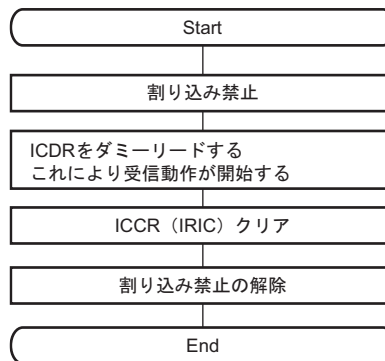 Start
割り込み禁止
ICDRをダミーリードする
これにより受信動作が開始する
ICCR（IRIC）クリア
割り込み禁止の解除
End